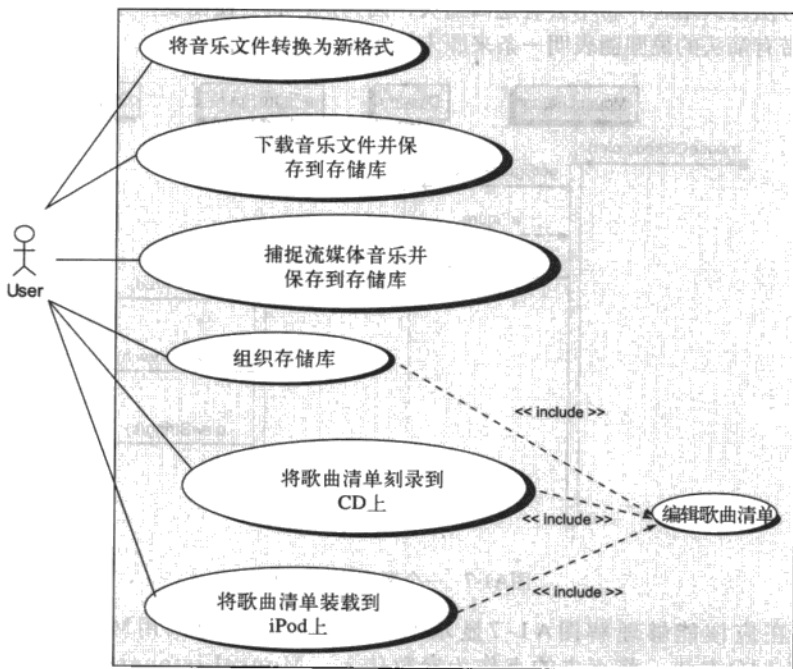 将音乐文件转换为新格式
下载音乐文件并保
存到存储库
捕捉流媒体音乐并
保存到存储库
User
组织存储库
<< include >>
将歌曲清单刻录到
CD上
<< include >>
编辑歌曲清单
<< include >>
将歌曲清单装载到
iPod上